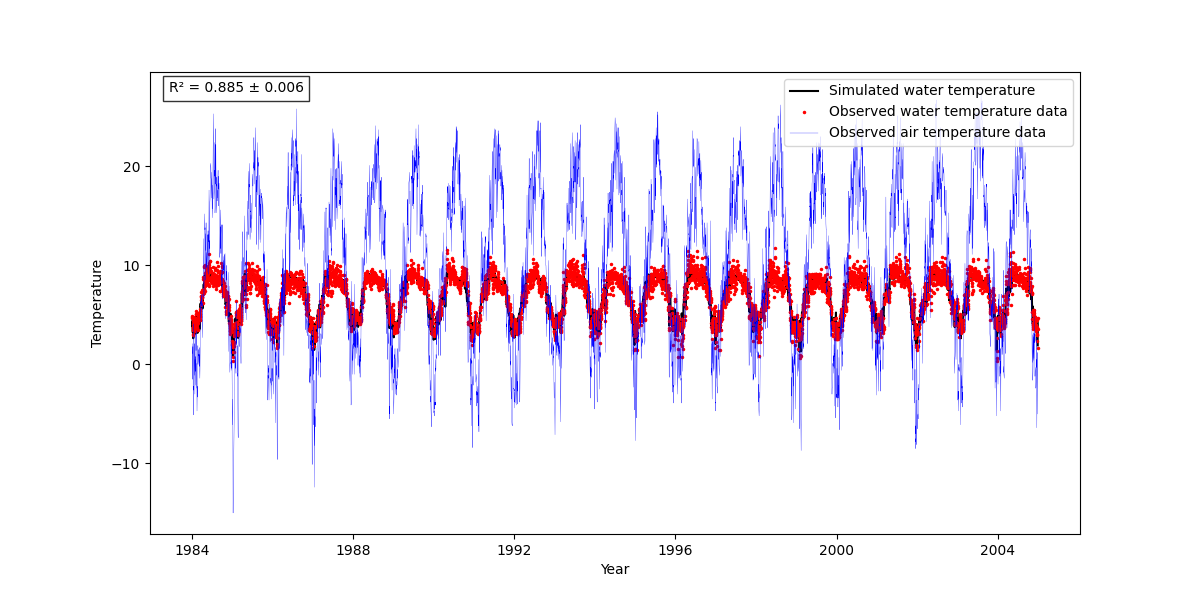 R² = 0.885 ± 0.006
Simulated water temperature
Observed water temperature data
Observed air temperature data
Temperature
20
10
0
−10
1984 1988 1992 1996 2000 2004
Year